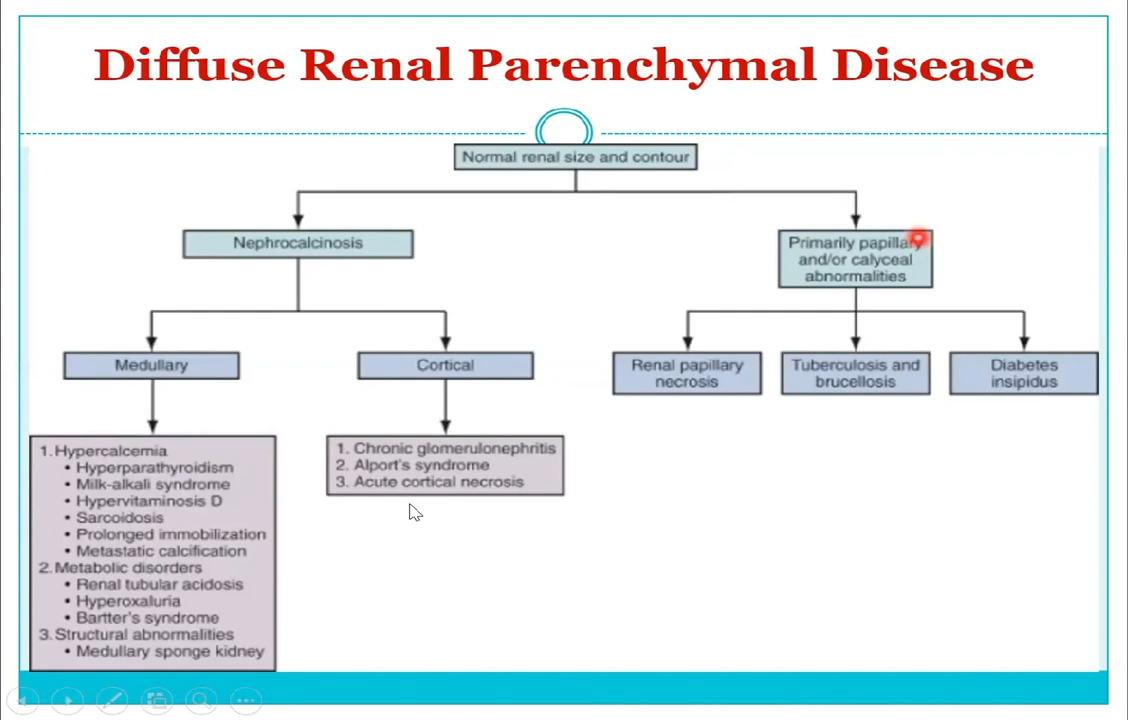 Diffuse Renal Parenchymal Disease
Normal renal size and contour
Nephrocalcinosis
Primarily papillary
and/or calyceal
abnormalities
Medullary
Cortical
Renal papillary
necrosis
Tuberculosis and
brucellosis
Diabetes
insipidus
1. Hypercalcemia
• Hyperparathyroidism
• Milk-alkali syndrome
• Hypervitaminosis D
• Sarcoidosis
• Prolonged immobilization
• Metastatic calcification
2. Metabolic disorders
• Renal tubular acidosis
• Hyperoxaluria
• Bartter's syndrome
3. Structural abnormalities
• Medullary sponge kidney
1. Chronic glomerulonephritis
2. Alport's syndrome
3. Acute cortical necrosis